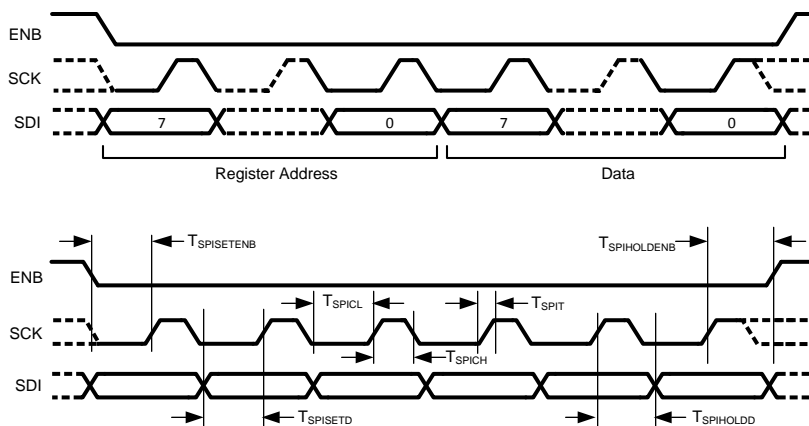 ENB
SCK
SDI
7
0
7
0
Register Address
Data
TSPISETENB
TSPIHOLDENB
ENB
TSPICL
TSPIT
SCK
TSPICH
SDI
TSPISETD
TSPIHOLDD